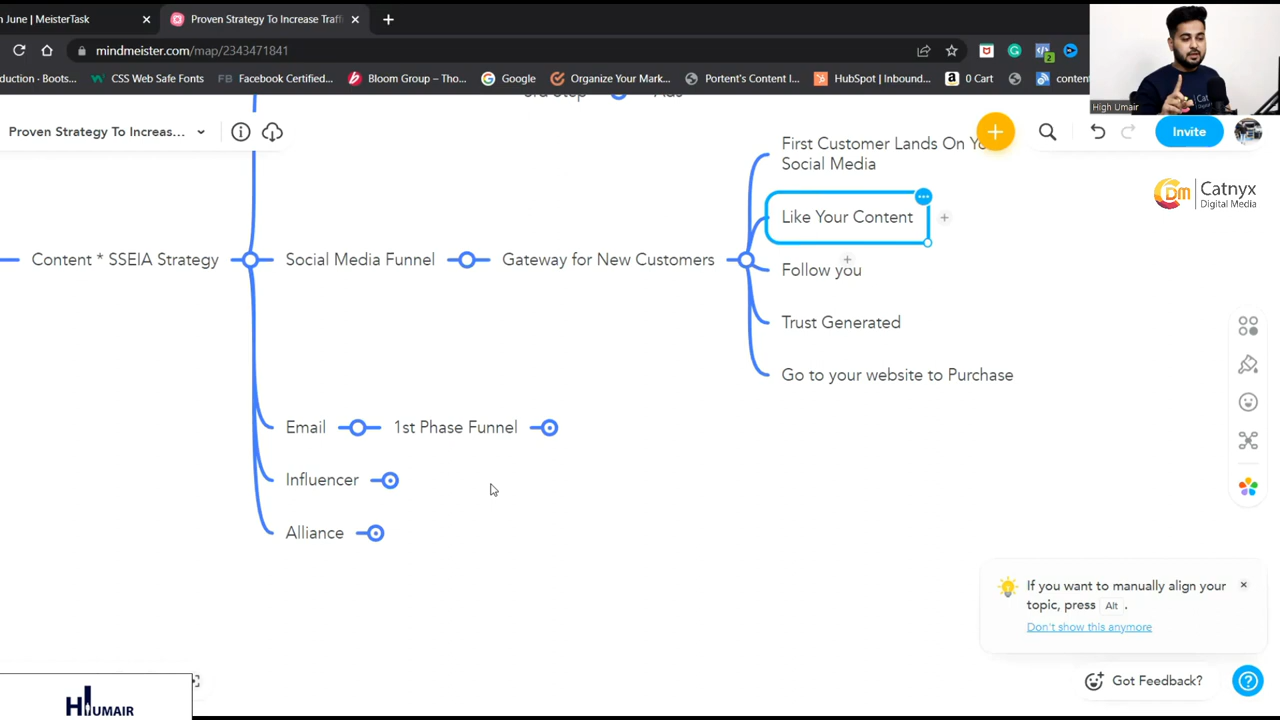 n June | MeisterTask
Proven Strategy To Increase Traffi
mindmeister.com/map/2343471841
duction · Boots...
CSS Web Safe Fonts
FB Facebook Certified...
Bloom Group – Tho...
Google
Organize Your Mark...
Portent's Content I...
HubSpot | Inbound...
0 Cart
conten
High Umair
Proven Strategy To Increas...
Invite
Catnyx
Digital Media
First Customer Lands On Yo
Social Media
Like Your Content
Content * SSEIA Strategy
Social Media Funnel
Gateway for New Customers
Follow you
Trust Generated
Go to your website to Purchase
Email
1st Phase Funnel
Influencer
Alliance
If you want to manually align your
topic, press Alt .
Don't show this anymore
Got Feedback?
HUMAIR